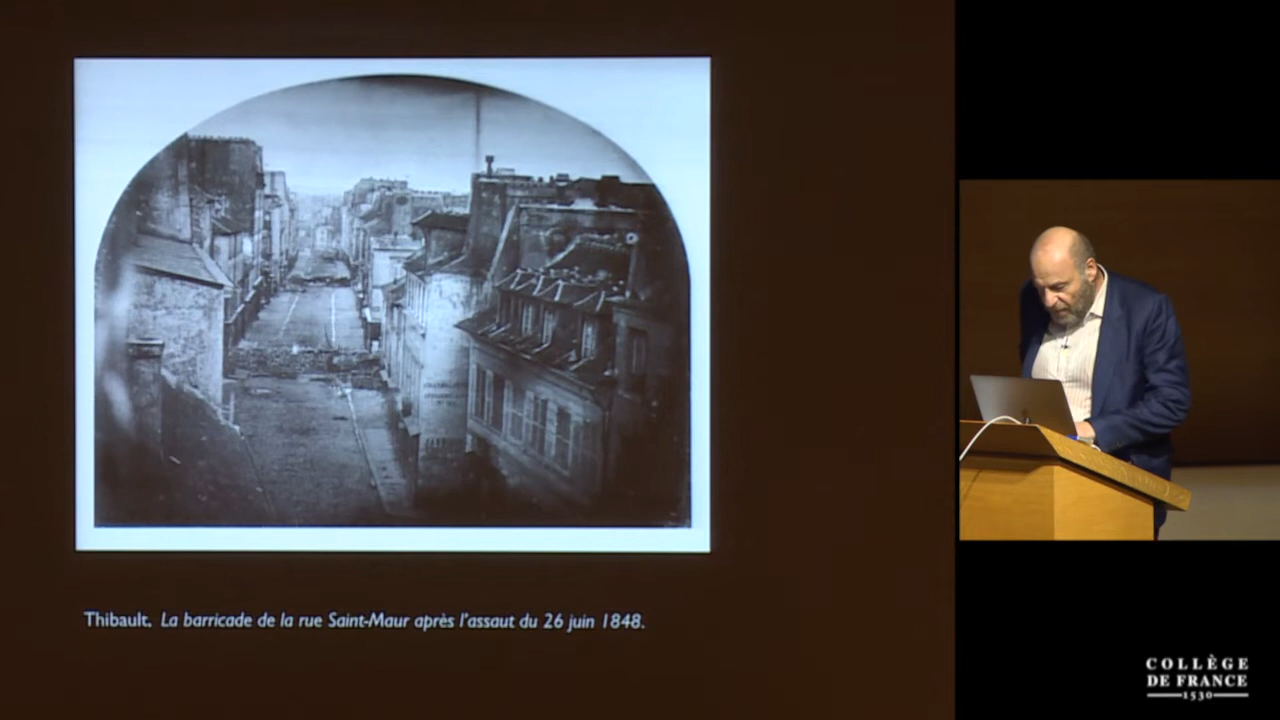 Thibault, La barricade de la rue Saint-Maur après l'assaut du 26 juin 1848.
COLLÈGE
DE FRANCE
1530